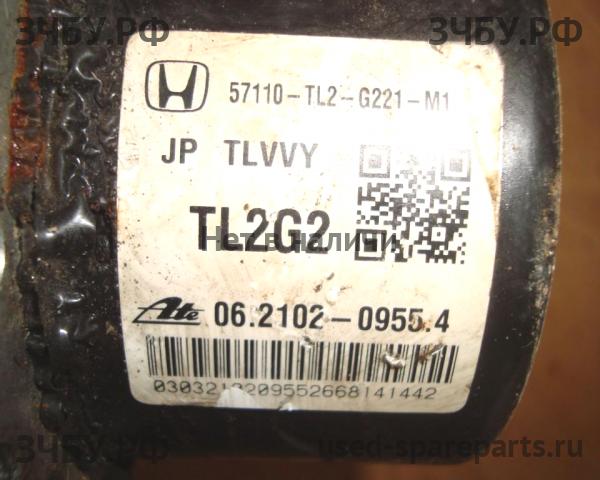 ЗЧБУ.РФ ЗЧБУ.РФ
57110-TL2-G221-M1
JP TLVVY
TL2G2
Нет в наличии
Ate 06.2102-0955.4
ЗЧБУ.РФ used-spareparts.ru